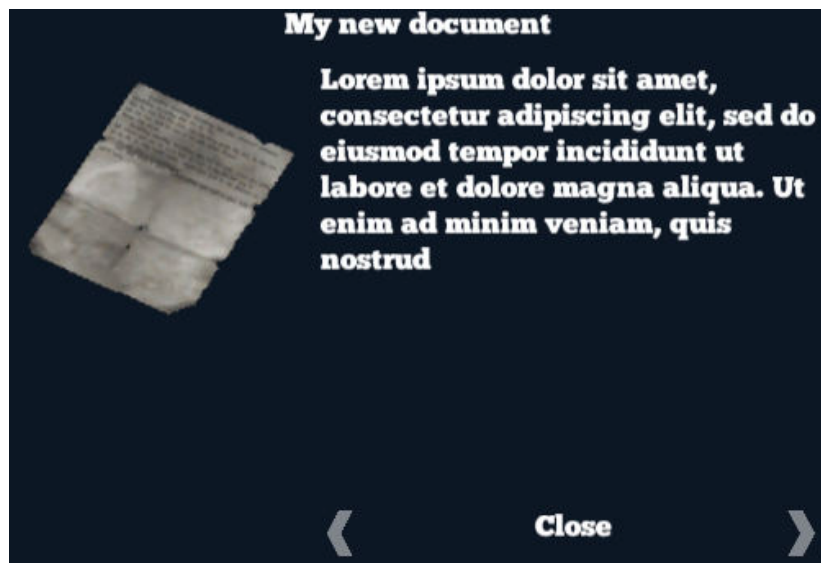 My new document
Lorem ipsum dolor sit amet,
consectetur adipiscing elit, sed do
eiusmod tempor incididunt ut
labore et dolore magna aliqua. Ut
enim ad minim veniam, quis
nostrud
Close